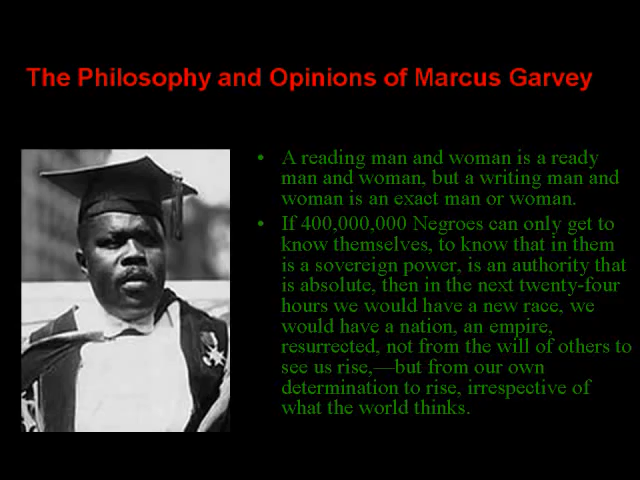 The Philosophy and Opinions of Marcus Garvey
• A reading man and woman is a ready
man and woman, but a writing man and
woman is an exact man or woman.
• If 400,000,000 Negroes can only get to
know themselves, to know that in them
is a sovereign power, is an authority that
is absolute, then in the next twenty-four
hours we would have a new race, we
would have a nation, an empire,
resurrected, not from the will of others to
see us rise,—but from our own
determination to rise, irrespective of
what the world thinks.